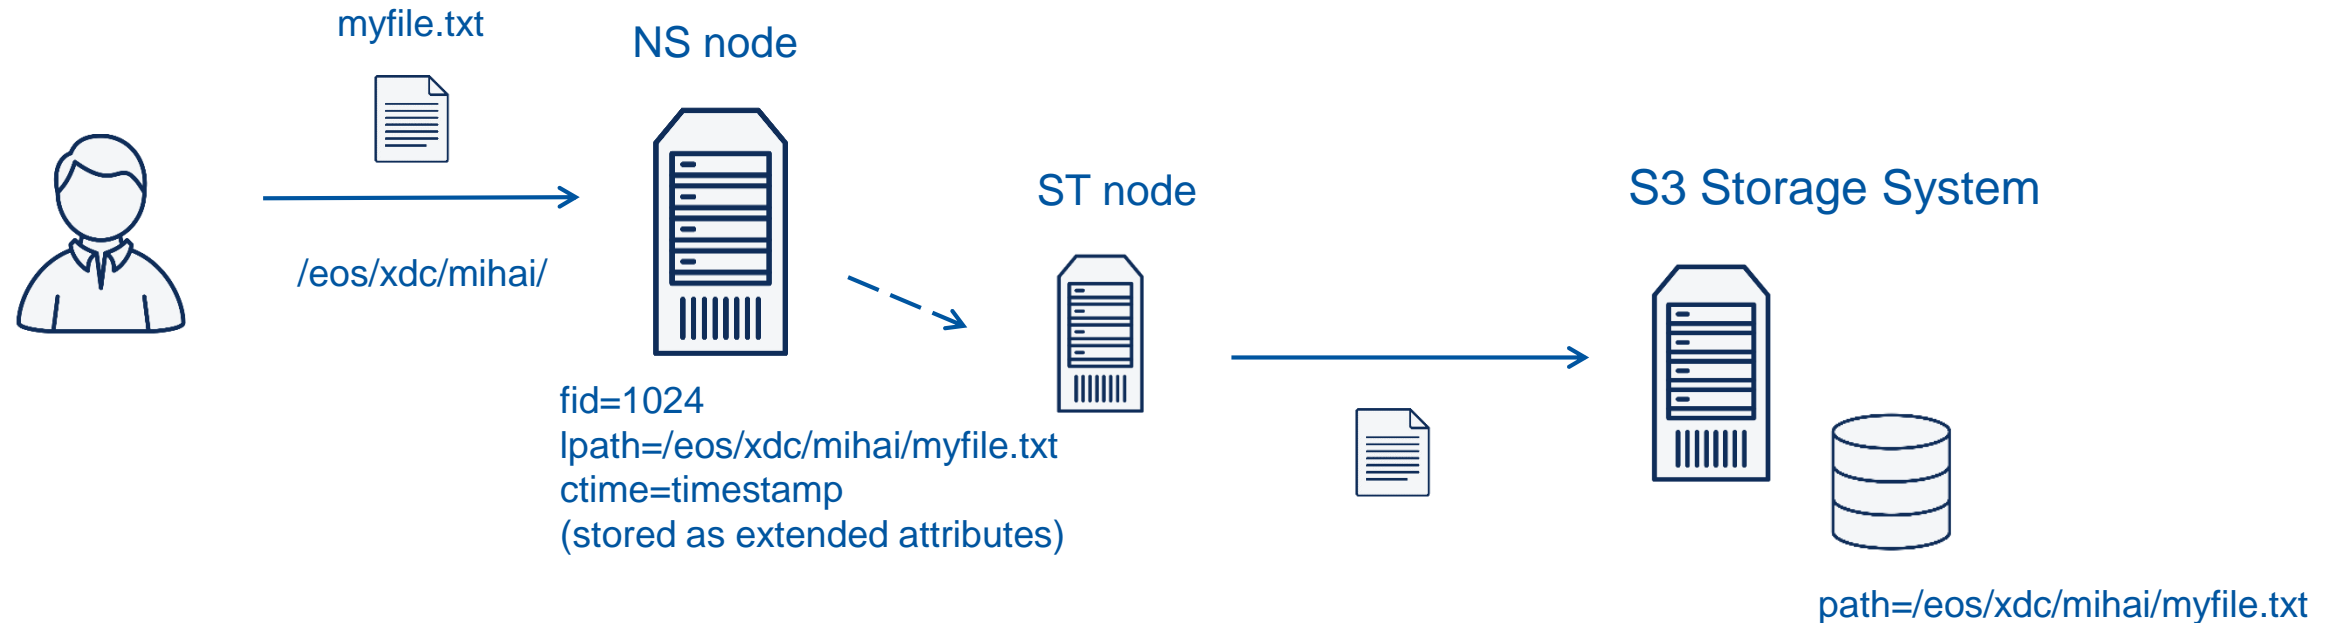 myfile.txt
NS node
ST node
S3 Storage System
/eos/xdc/mihai/
fid=1024
lpath=/eos/xdc/mihai/myfile.txt
ctime=timestamp
(stored as extended attributes)
path=/eos/xdc/mihai/myfile.txt